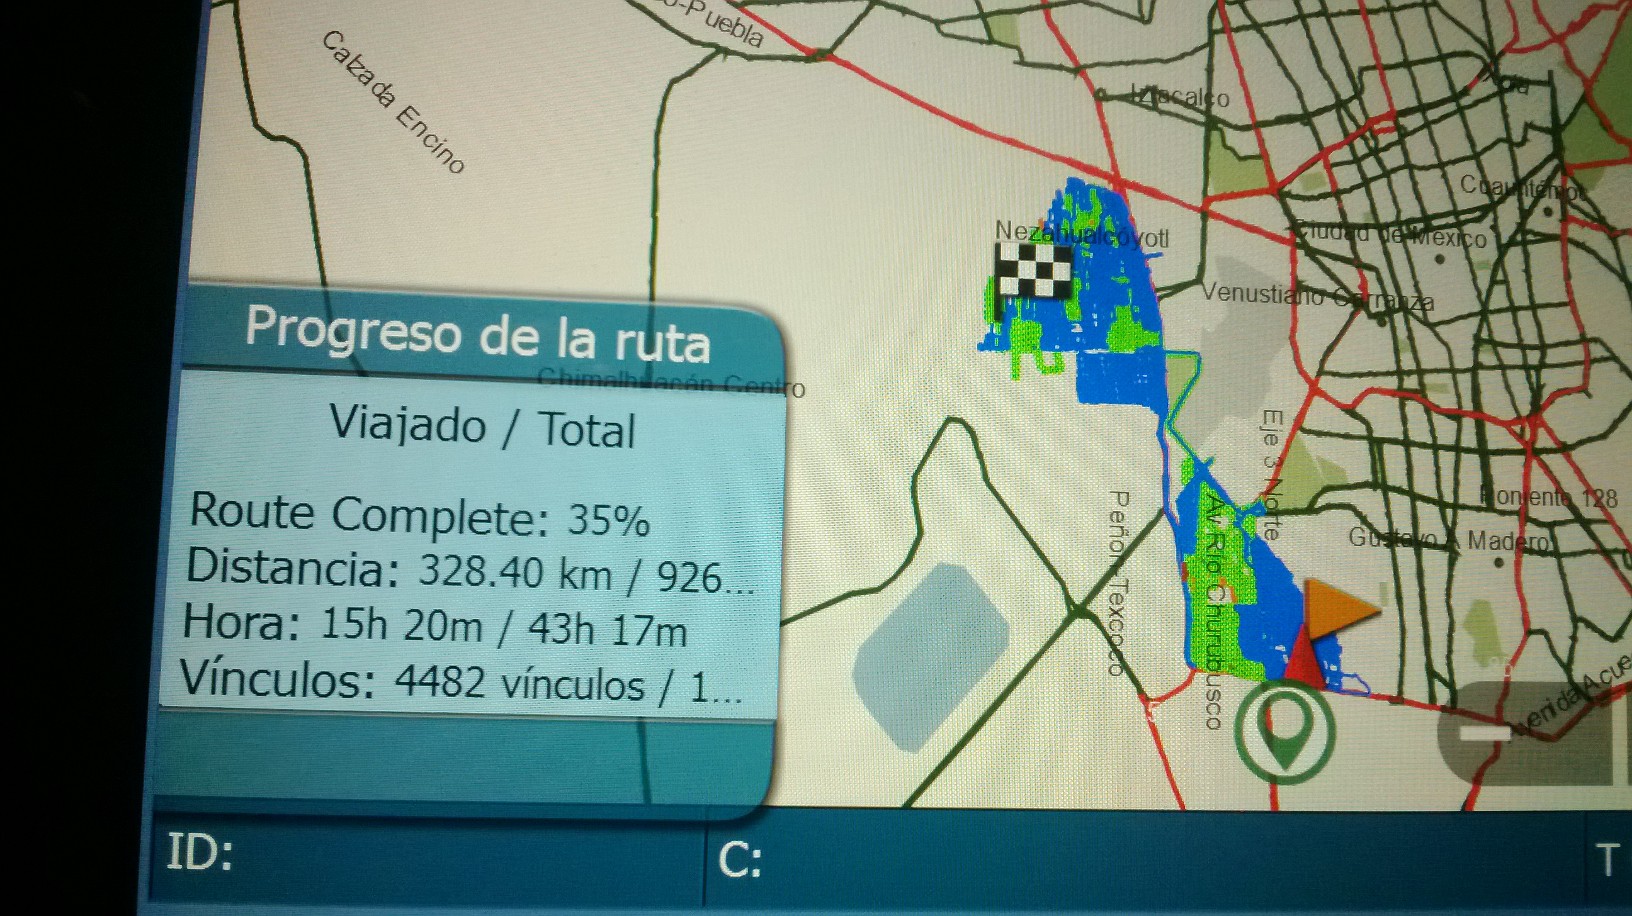 o-Puebla
Calzada Encino
Iztacalco
Cuauhtémoc
Nezahualcóyotl
Ciudad de México
Venustiano Carranza
Progreso de la ruta
Chimalhuacán Centro
Viajado / Total
Eje 3 Norte
Peñón Texcoco
Av Río Churubusco
Poniente 128
Gustavo A Madero
Route Complete: 35%
Distancia: 328.40 km / 926...
Hora: 15h 20m / 43h 17m
Vínculos: 4482 vínculos / 1...
Avenida Acue
ID:
C:
T